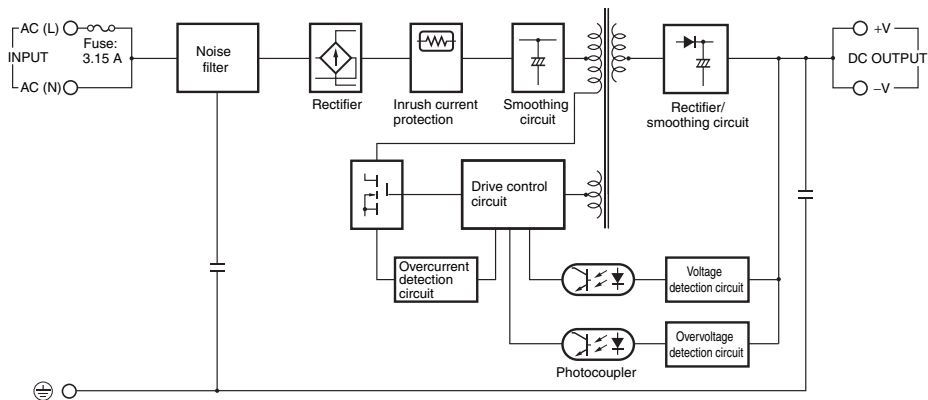 AC (L)
Fuse:
3.15 A
INPUT
AC (N)
Noise
filter
Rectifier
Inrush current
protection
Smoothing
circuit
Rectifier/
smoothing circuit
+V
DC OUTPUT
–V
Drive control
circuit
Overcurrent
detection
circuit
Voltage
detection circuit
Overvoltage
detection circuit
Photocoupler